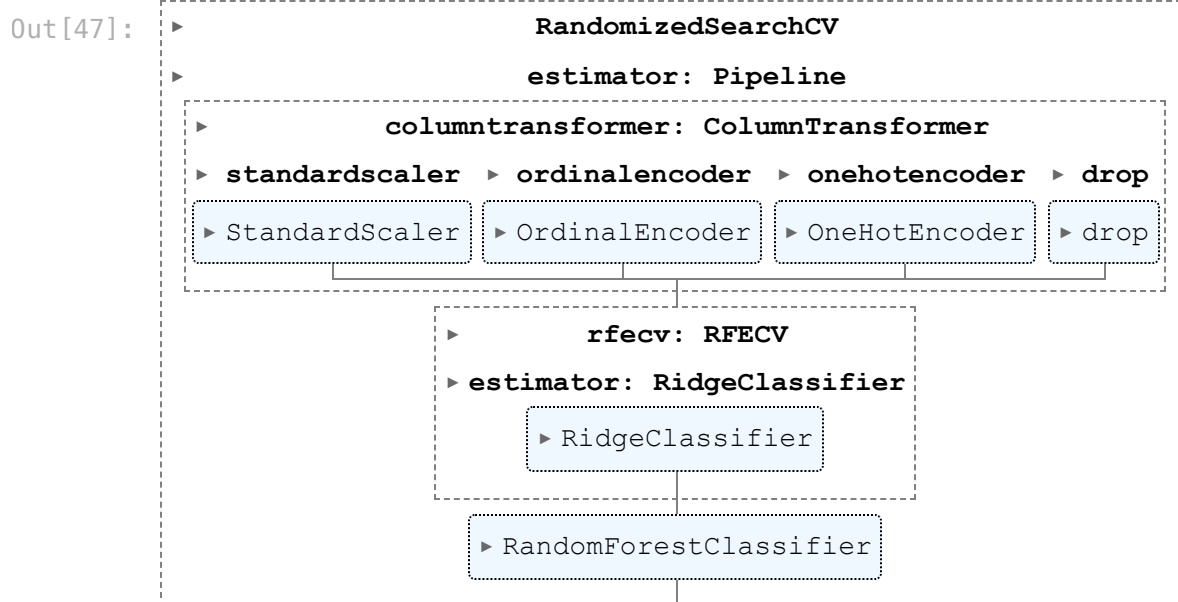 Out[47]:
RandomizedSearchCV
estimator: Pipeline
columntransformer: ColumnTransformer
standardscaler ordinalencoder onehotencoder drop
StandardScaler OrdinalEncoder OneHotEncoder drop
rfecv: RFECV
estimator: RidgeClassifier
RidgeClassifier
RandomForestClassifier